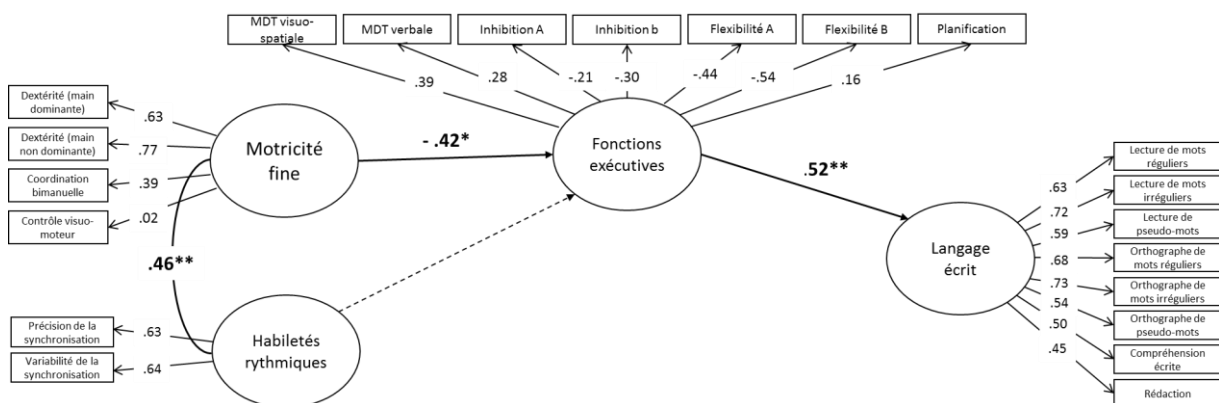 MDT visuo-
spatiale
MDT verbale
Inhibition A
Inhibition b
Flexibilité A
Flexibilité B
Planification
.39
.28
-.21
-.30
-.44
-.54
.16
Dextérité (main
dominante)
Dextérité (main
non dominante)
Coordination
bimanuelle
Contrôle visuo-
moteur
.63
.77
.39
.02
Motricité
fine
- .42*
Fonctions
exécutives
.52**
.46**
Précision de la
synchronisation
Variabilité de la
synchronisation
.63
.64
Habiletés
rythmiques
Langage
écrit
.63
.72
.59
.68
.73
.54
.50
.45
Lecture de mots
réguliers
Lecture de mots
irréguliers
Lecture de
pseudo-mots
Orthographe de
mots réguliers
Orthographe de
mots irréguliers
Orthographe de
pseudo-mots
Compréhension
écrite
Rédaction